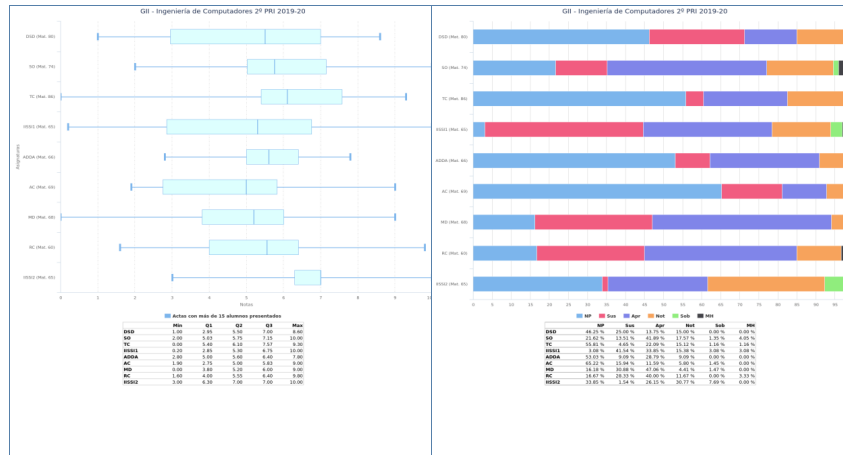 GII - Ingeniería de Computadores 2º PRI 2019-20
DSD (Mat. 80)
SO (Mat. 74)
TC (Mat. 86)
IISSI1 (Mat. 65)
ADDA (Mat. 66)
AC (Mat. 69)
MD (Mat. 68)
RC (Mat. 60)
IISSI2 (Mat. 65)
Asignaturas
0 1 2 3 4 5 6 7 8 9 10
Notas
Actas con más de 15 alumnos presentados
Min Q1 Q2 Q3 Max
DSD 1.00 2.95 5.50 7.00 8.60
SO 2.00 5.03 5.75 7.15 10.00
TC 0.00 5.40 6.10 7.57 9.30
IISSI1 0.20 2.85 5.30 6.75 10.00
ADDA 2.80 5.00 5.60 6.40 7.80
AC 1.90 2.75 5.00 5.83 9.00
MD 0.00 3.80 5.20 6.00 9.00
RC 1.60 4.00 5.55 6.40 9.80
IISSI2 3.00 6.30 7.00 7.00 10.00
GII - Ingeniería de Computadores 2º PRI 2019-20
DSD (Mat. 80)
SO (Mat. 74)
TC (Mat. 86)
IISSI1 (Mat. 65)
ADDA (Mat. 66)
AC (Mat. 69)
MD (Mat. 68)
RC (Mat. 60)
IISSI2 (Mat. 65)
0 5 10 15 20 25 30 35 40 45 50 55 60 65 70 75 80 85 90 95
NP Sus Apr Not Sob MH
NP Sus Apr Not Sob MH
DSD 46.25 % 25.00 % 13.75 % 15.00 % 0.00 % 0.00 %
SO 21.62 % 13.51 % 41.89 % 17.57 % 1.35 % 4.05 %
TC 55.81 % 4.65 % 22.09 % 15.12 % 1.16 % 1.16 %
IISSI1 3.08 % 41.54 % 33.85 % 15.38 % 3.08 % 3.08 %
ADDA 53.03 % 9.09 % 28.79 % 9.09 % 0.00 % 0.00 %
AC 65.22 % 15.94 % 11.59 % 5.80 % 1.45 % 0.00 %
MD 16.18 % 30.88 % 47.06 % 4.41 % 1.47 % 0.00 %
RC 16.67 % 28.33 % 40.00 % 11.67 % 0.00 % 3.33 %
IISSI2 33.85 % 1.54 % 26.15 % 30.77 % 7.69 % 0.00 %